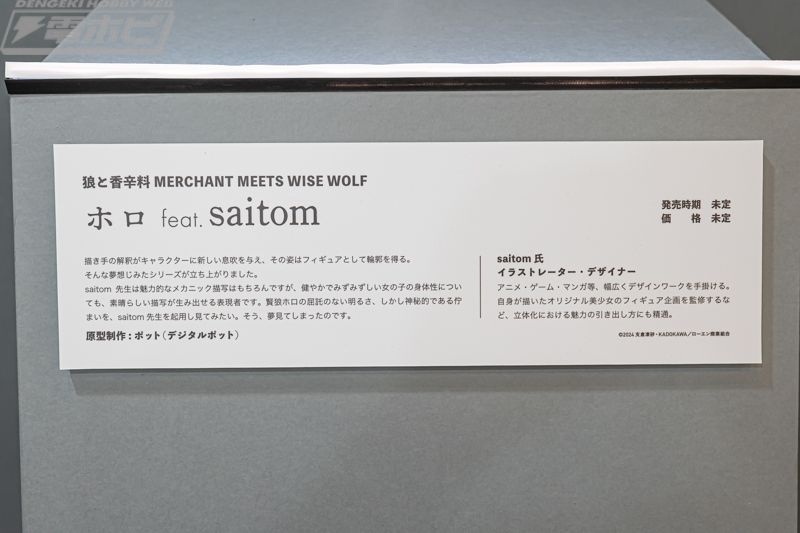 DENGEKI HOBBY WEB
電ホビ
狼と香辛料 MERCHANT MEETS WISE WOLF
ホロ feat. saitom
発売時期 未定
価 格 未定
描き手の解釈がキャラクターに新しい息吹を与え、その姿はフィギュアとして輪郭を得る。
そんな夢想じみたシリーズが立ち上がりました。
saitom 先生は魅力的なメカニック描写はもちろんですが、健やかでみずみずしい女の子の身体性につい
ても、素晴らしい描写が生み出せる表現者です。賢狼ホロの屈託のない明るさ、しかし神秘的である佇
まいを、saitom 先生を起用し見てみたい。そう、夢見てしまったのです。
原型制作：ポット（デジタルポット）
saitom 氏
イラストレーター・デザイナー
アニメ・ゲーム・マンガ等、幅広くデザインワークを手掛ける。
自身が描いたオリジナル美少女のフィギュア企画を監修するな
ど、立体化における魅力の引き出し方にも精通。
©2024 支倉凍砂・KADOKAWA／ローエン商業組合